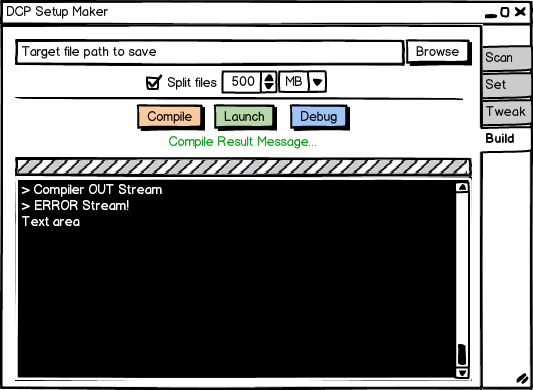 DCP Setup Maker
Target file path to save
Browse
Scan
Split files
500
MB
Set
Compile
Launch
Debug
Tweak
Compile Result Message...
Build
> Compiler OUT Stream
> ERROR Stream!
Text area